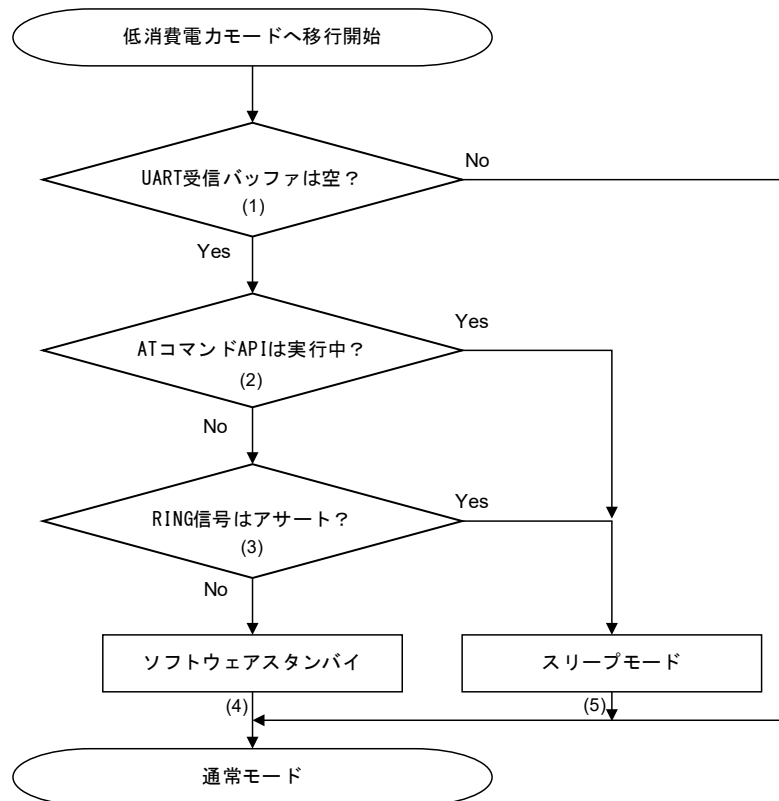 低消費電力モードへ移行開始
UART受信バッファは空？
(1)
No
Yes
ATコマンドAPIは実行中？
(2)
Yes
No
RING信号はアサート？
(3)
Yes
No
ソフトウェアスタンバイ
スリープモード
(4)
(5)
通常モード